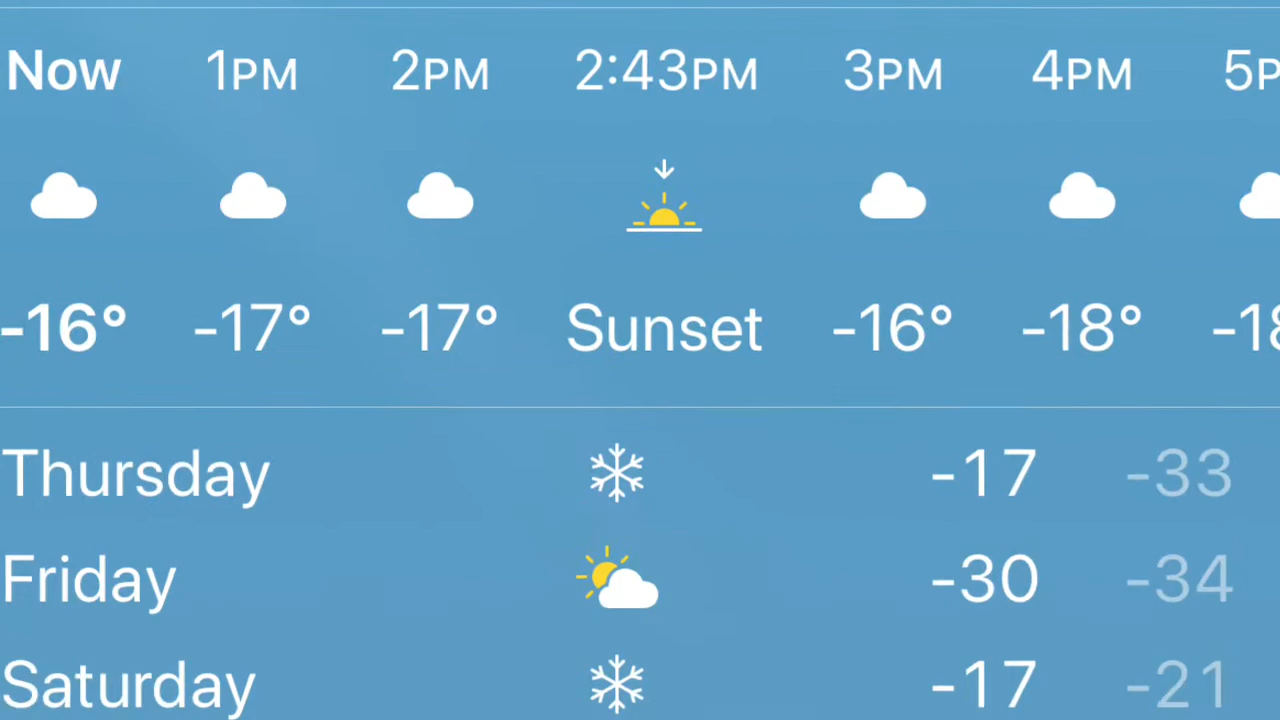 Now 1PM 2PM 2:43PM 3PM 4PM
-16° -17° -17° Sunset -16° -18°
Thursday -17 -33
Friday -30 -34
Saturday -17 -21